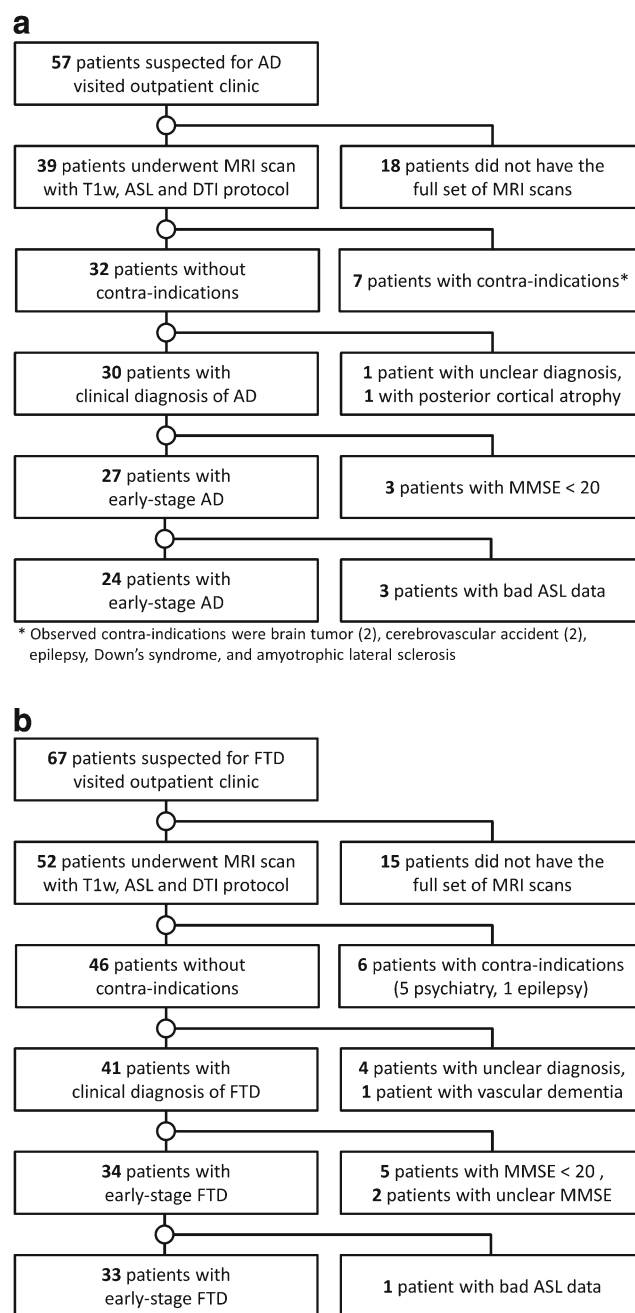 a
57 patients suspected for AD
visited outpatient clinic
39 patients underwent MRI scan
with T1w, ASL and DTI protocol
18 patients did not have the
full set of MRI scans
32 patients without
contra-indications
7 patients with contra-indications*
30 patients with
clinical diagnosis of AD
1 patient with unclear diagnosis,
1 with posterior cortical atrophy
27 patients with
early-stage AD
3 patients with MMSE < 20
24 patients with
early-stage AD
3 patients with bad ASL data
* Observed contra-indications were brain tumor (2), cerebrovascular accident (2),
epilepsy, Down’s syndrome, and amyotrophic lateral sclerosis
b
67 patients suspected for FTD
visited outpatient clinic
52 patients underwent MRI scan
with T1w, ASL and DTI protocol
15 patients did not have the
full set of MRI scans
46 patients without
contra-indications
6 patients with contra-indications
(5 psychiatry, 1 epilepsy)
41 patients with
clinical diagnosis of FTD
4 patients with unclear diagnosis,
1 patient with vascular dementia
34 patients with
early-stage FTD
5 patients with MMSE < 20 ,
2 patients with unclear MMSE
33 patients with
early-stage FTD
1 patient with bad ASL data